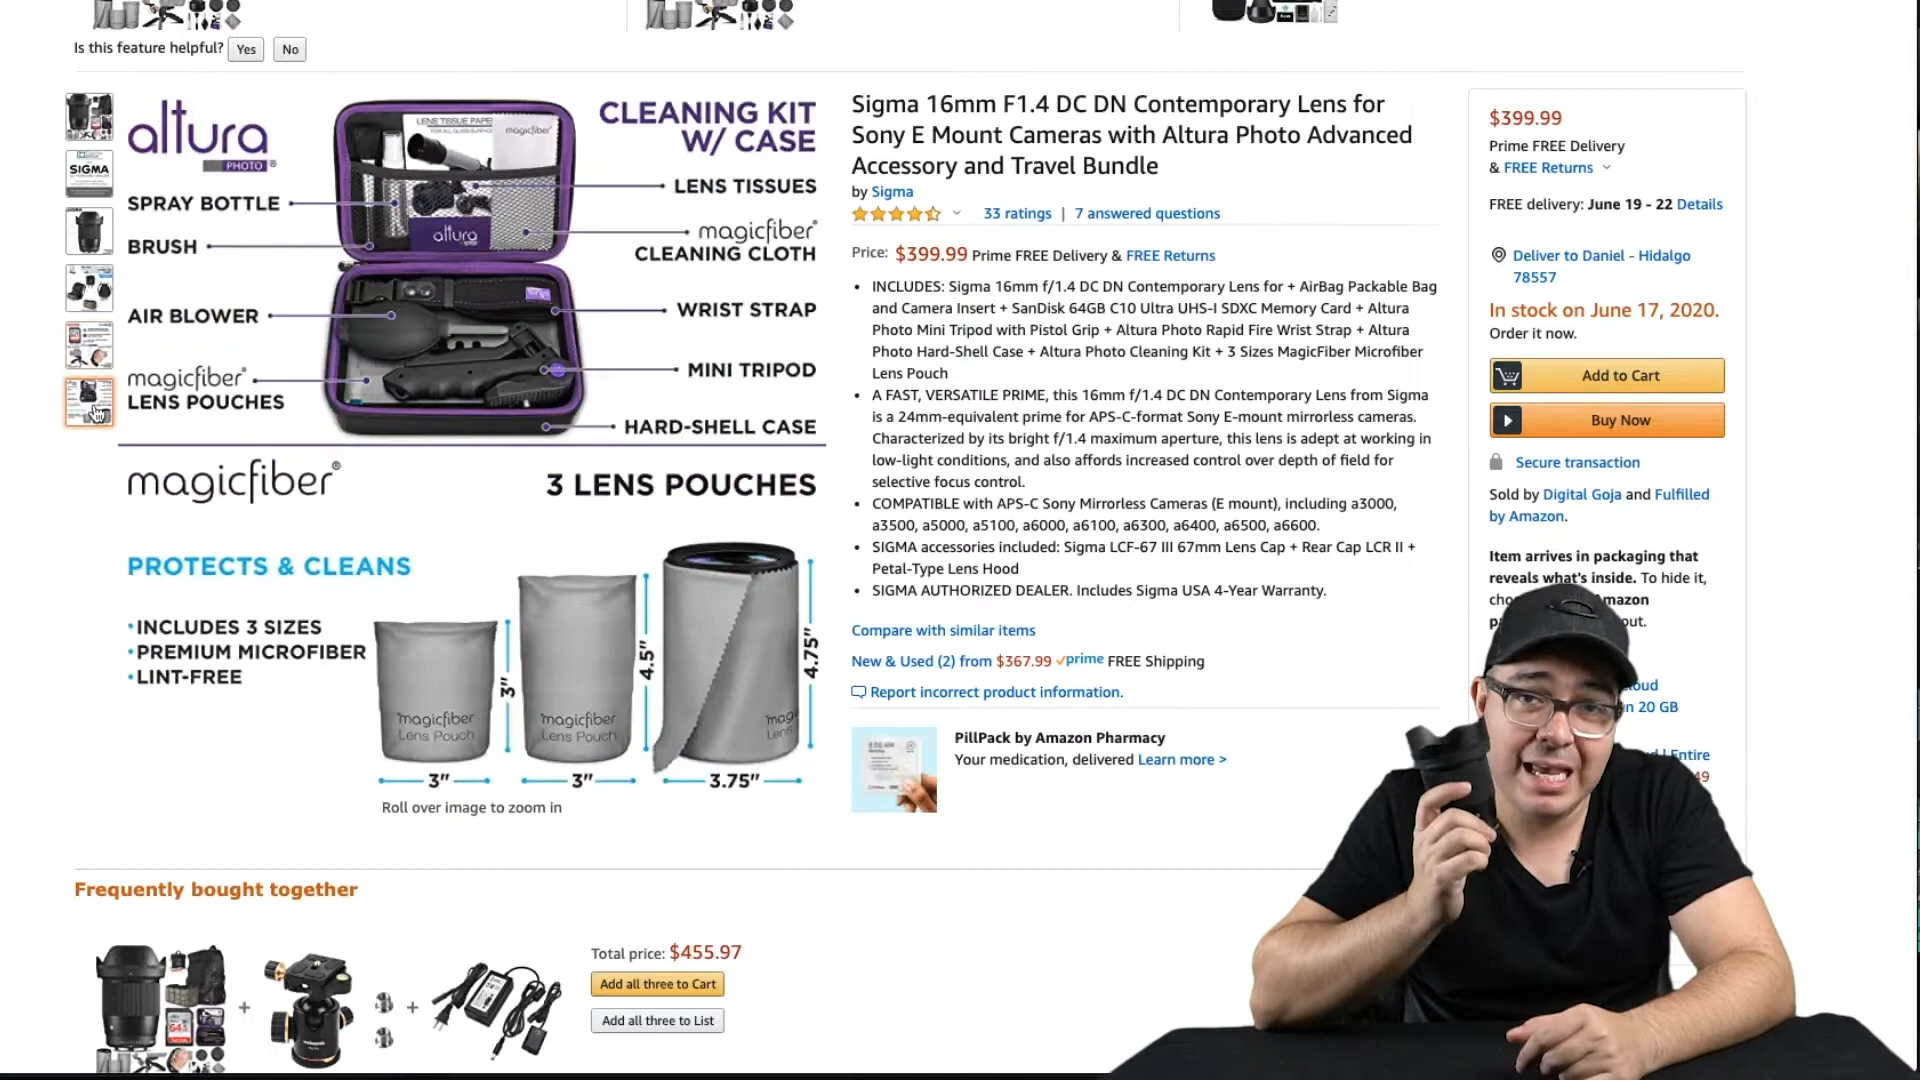 Is this feature helpful? Yes No
altura
PHOTO®
CLEANING KIT
W/ CASE
SPRAY BOTTLE
BRUSH
AIR BLOWER
magicfiber®
LENS POUCHES
LENS TISSUE PAPER
magicfiber
altura
LENS TISSUES
magicfiber®
CLEANING CLOTH
WRIST STRAP
MINI TRIPOD
HARD-SHELL CASE
SIGMA
magicfiber®
3 LENS POUCHES
PROTECTS & CLEANS
•INCLUDES 3 SIZES
•PREMIUM MICROFIBER
•LINT-FREE
magicfiber
Lens Pouch
3"
3"
magicfiber
Lens Pouch
4.5"
3"
4.75"
3.75"
Roll over image to zoom in
Sigma 16mm F1.4 DC DN Contemporary Lens for
Sony E Mount Cameras with Altura Photo Advanced
Accessory and Travel Bundle
by Sigma
33 ratings | 7 answered questions
Price: $399.99 Prime FREE Delivery & FREE Returns
• INCLUDES: Sigma 16mm f/1.4 DC DN Contemporary Lens for + AirBag Packable Bag
and Camera Insert + SanDisk 64GB C10 Ultra UHS-I SDXC Memory Card + Altura
Photo Mini Tripod with Pistol Grip + Altura Photo Rapid Fire Wrist Strap + Altura
Photo Hard-Shell Case + Altura Photo Cleaning Kit + 3 Sizes MagicFiber Microfiber
Lens Pouch
• A FAST, VERSATILE PRIME, this 16mm f/1.4 DC DN Contemporary Lens from Sigma
is a 24mm-equivalent prime for APS-C-format Sony E-mount mirrorless cameras.
Characterized by its bright f/1.4 maximum aperture, this lens is adept at working in
low-light conditions, and also affords increased control over depth of field for
selective focus control.
• COMPATIBLE with APS-C Sony Mirrorless Cameras (E mount), including a3000,
a3500, a5000, a5100, a6000, a6100, a6300, a6400, a6500, a6600.
• SIGMA accessories included: Sigma LCF-67 III 67mm Lens Cap + Rear Cap LCR II +
Petal-Type Lens Hood
• SIGMA AUTHORIZED DEALER. Includes Sigma USA 4-Year Warranty.
Compare with similar items
New & Used (2) from $367.99 prime FREE Shipping
Report incorrect product information.
PillPack by Amazon Pharmacy
Your medication, delivered Learn more >
$399.99
Prime FREE Delivery
& FREE Returns
FREE delivery: June 19 - 22 Details
Deliver to Daniel - Hidalgo
78557
In stock on June 17, 2020.
Order it now.
Add to Cart
Buy Now
Secure transaction
Sold by Digital Goja and Fulfilled
by Amazon.
Item arrives in packaging that
reveals what's inside. To hide it,
20 GB
Entire
49
Frequently bought together
Total price: $455.97
Add all three to Cart
Add all three to List